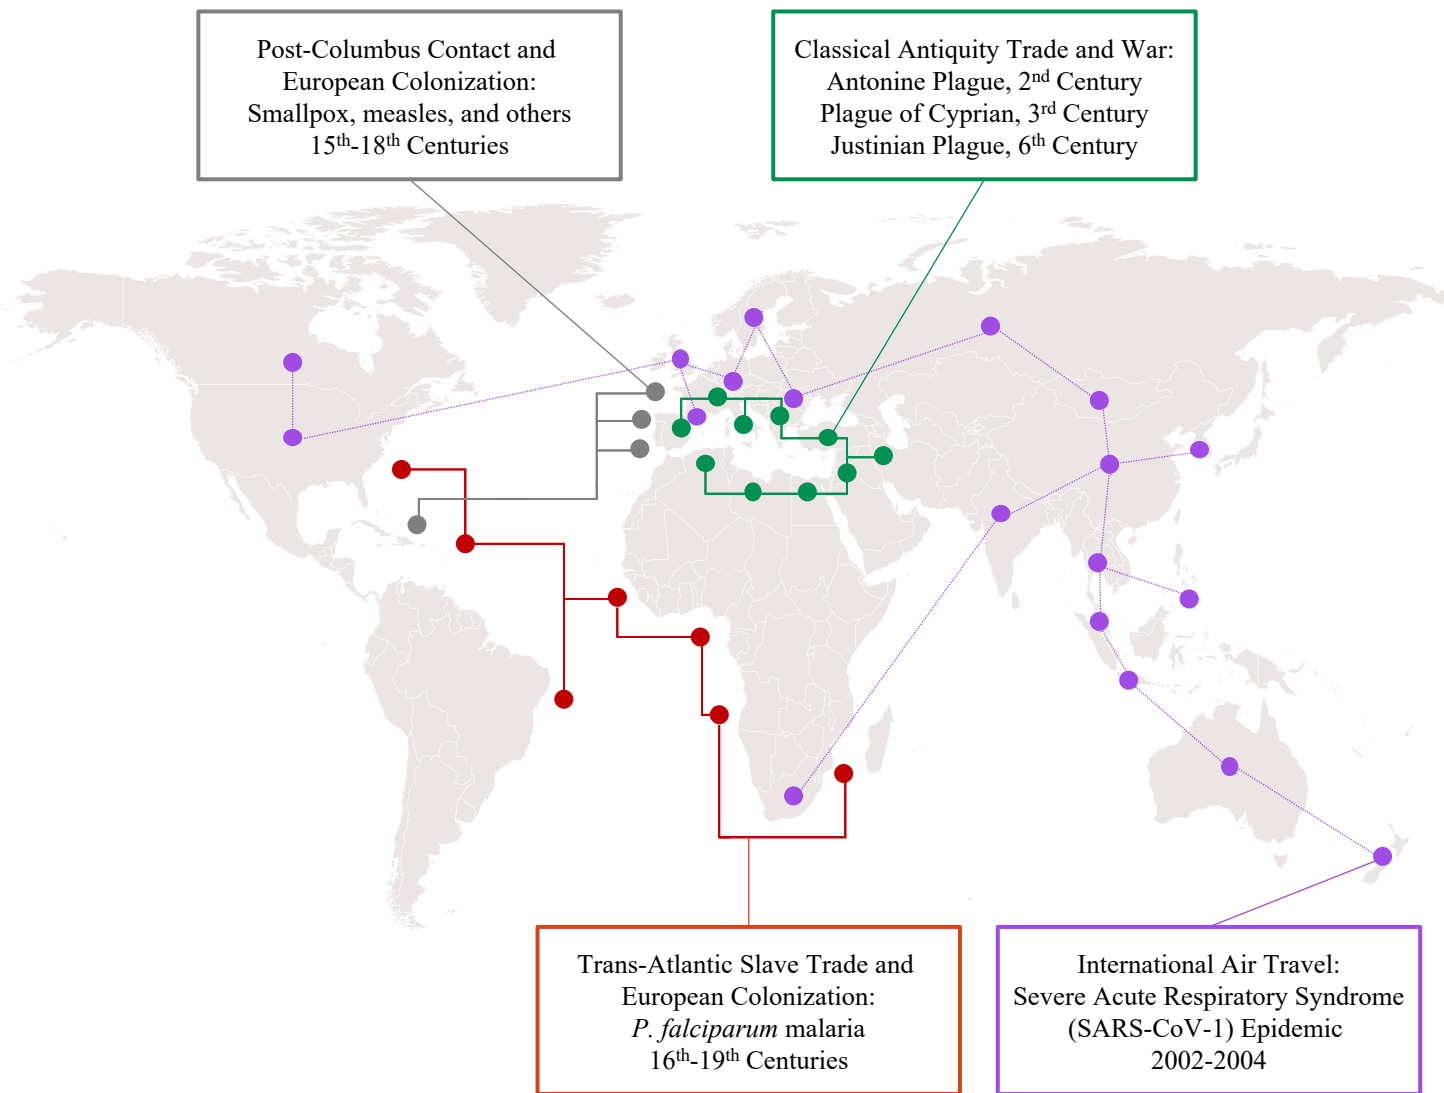 Post-Columbus Contact and
European Colonization:
Smallpox, measles, and others
15th-18th Centuries
Classical Antiquity Trade and War:
Antonine Plague, 2nd Century
Plague of Cyprian, 3rd Century
Justinian Plague, 6th Century
Trans-Atlantic Slave Trade and
European Colonization:
P. falciparum malaria
16th-19th Centuries
International Air Travel:
Severe Acute Respiratory Syndrome
(SARS-CoV-1) Epidemic
2002-2004